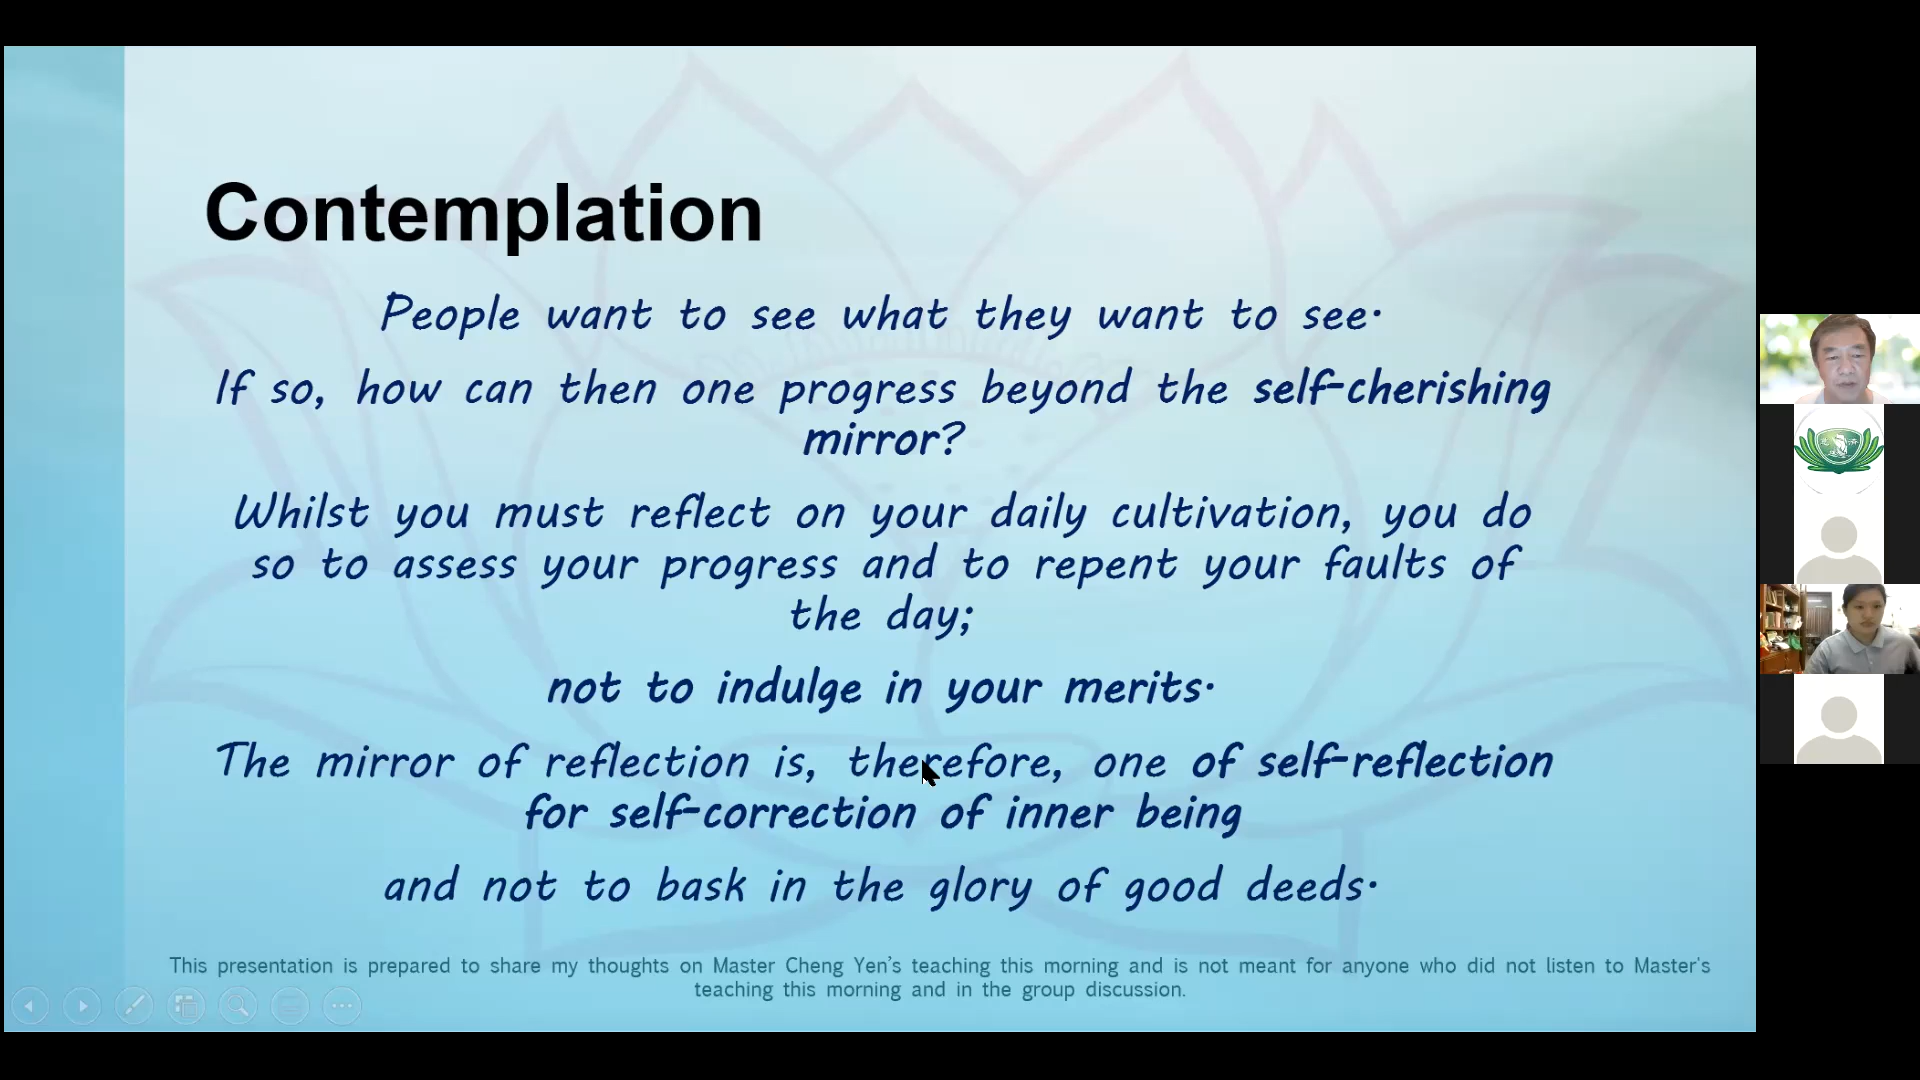 Contemplation
People want to see what they want to see.
If so, how can then one progress beyond the self-cherishing
mirror?
Whilst you must reflect on your daily cultivation, you do
so to assess your progress and to repent your faults of
the day;
not to indulge in your merits.
The mirror of reflection is, therefore, one of self-reflection
for self-correction of inner being
and not to bask in the glory of good deeds.
This presentation is prepared to share my thoughts on Master Cheng Yen's teaching this morning and is not meant for anyone who did not listen to Master's
teaching this morning and in the group discussion.